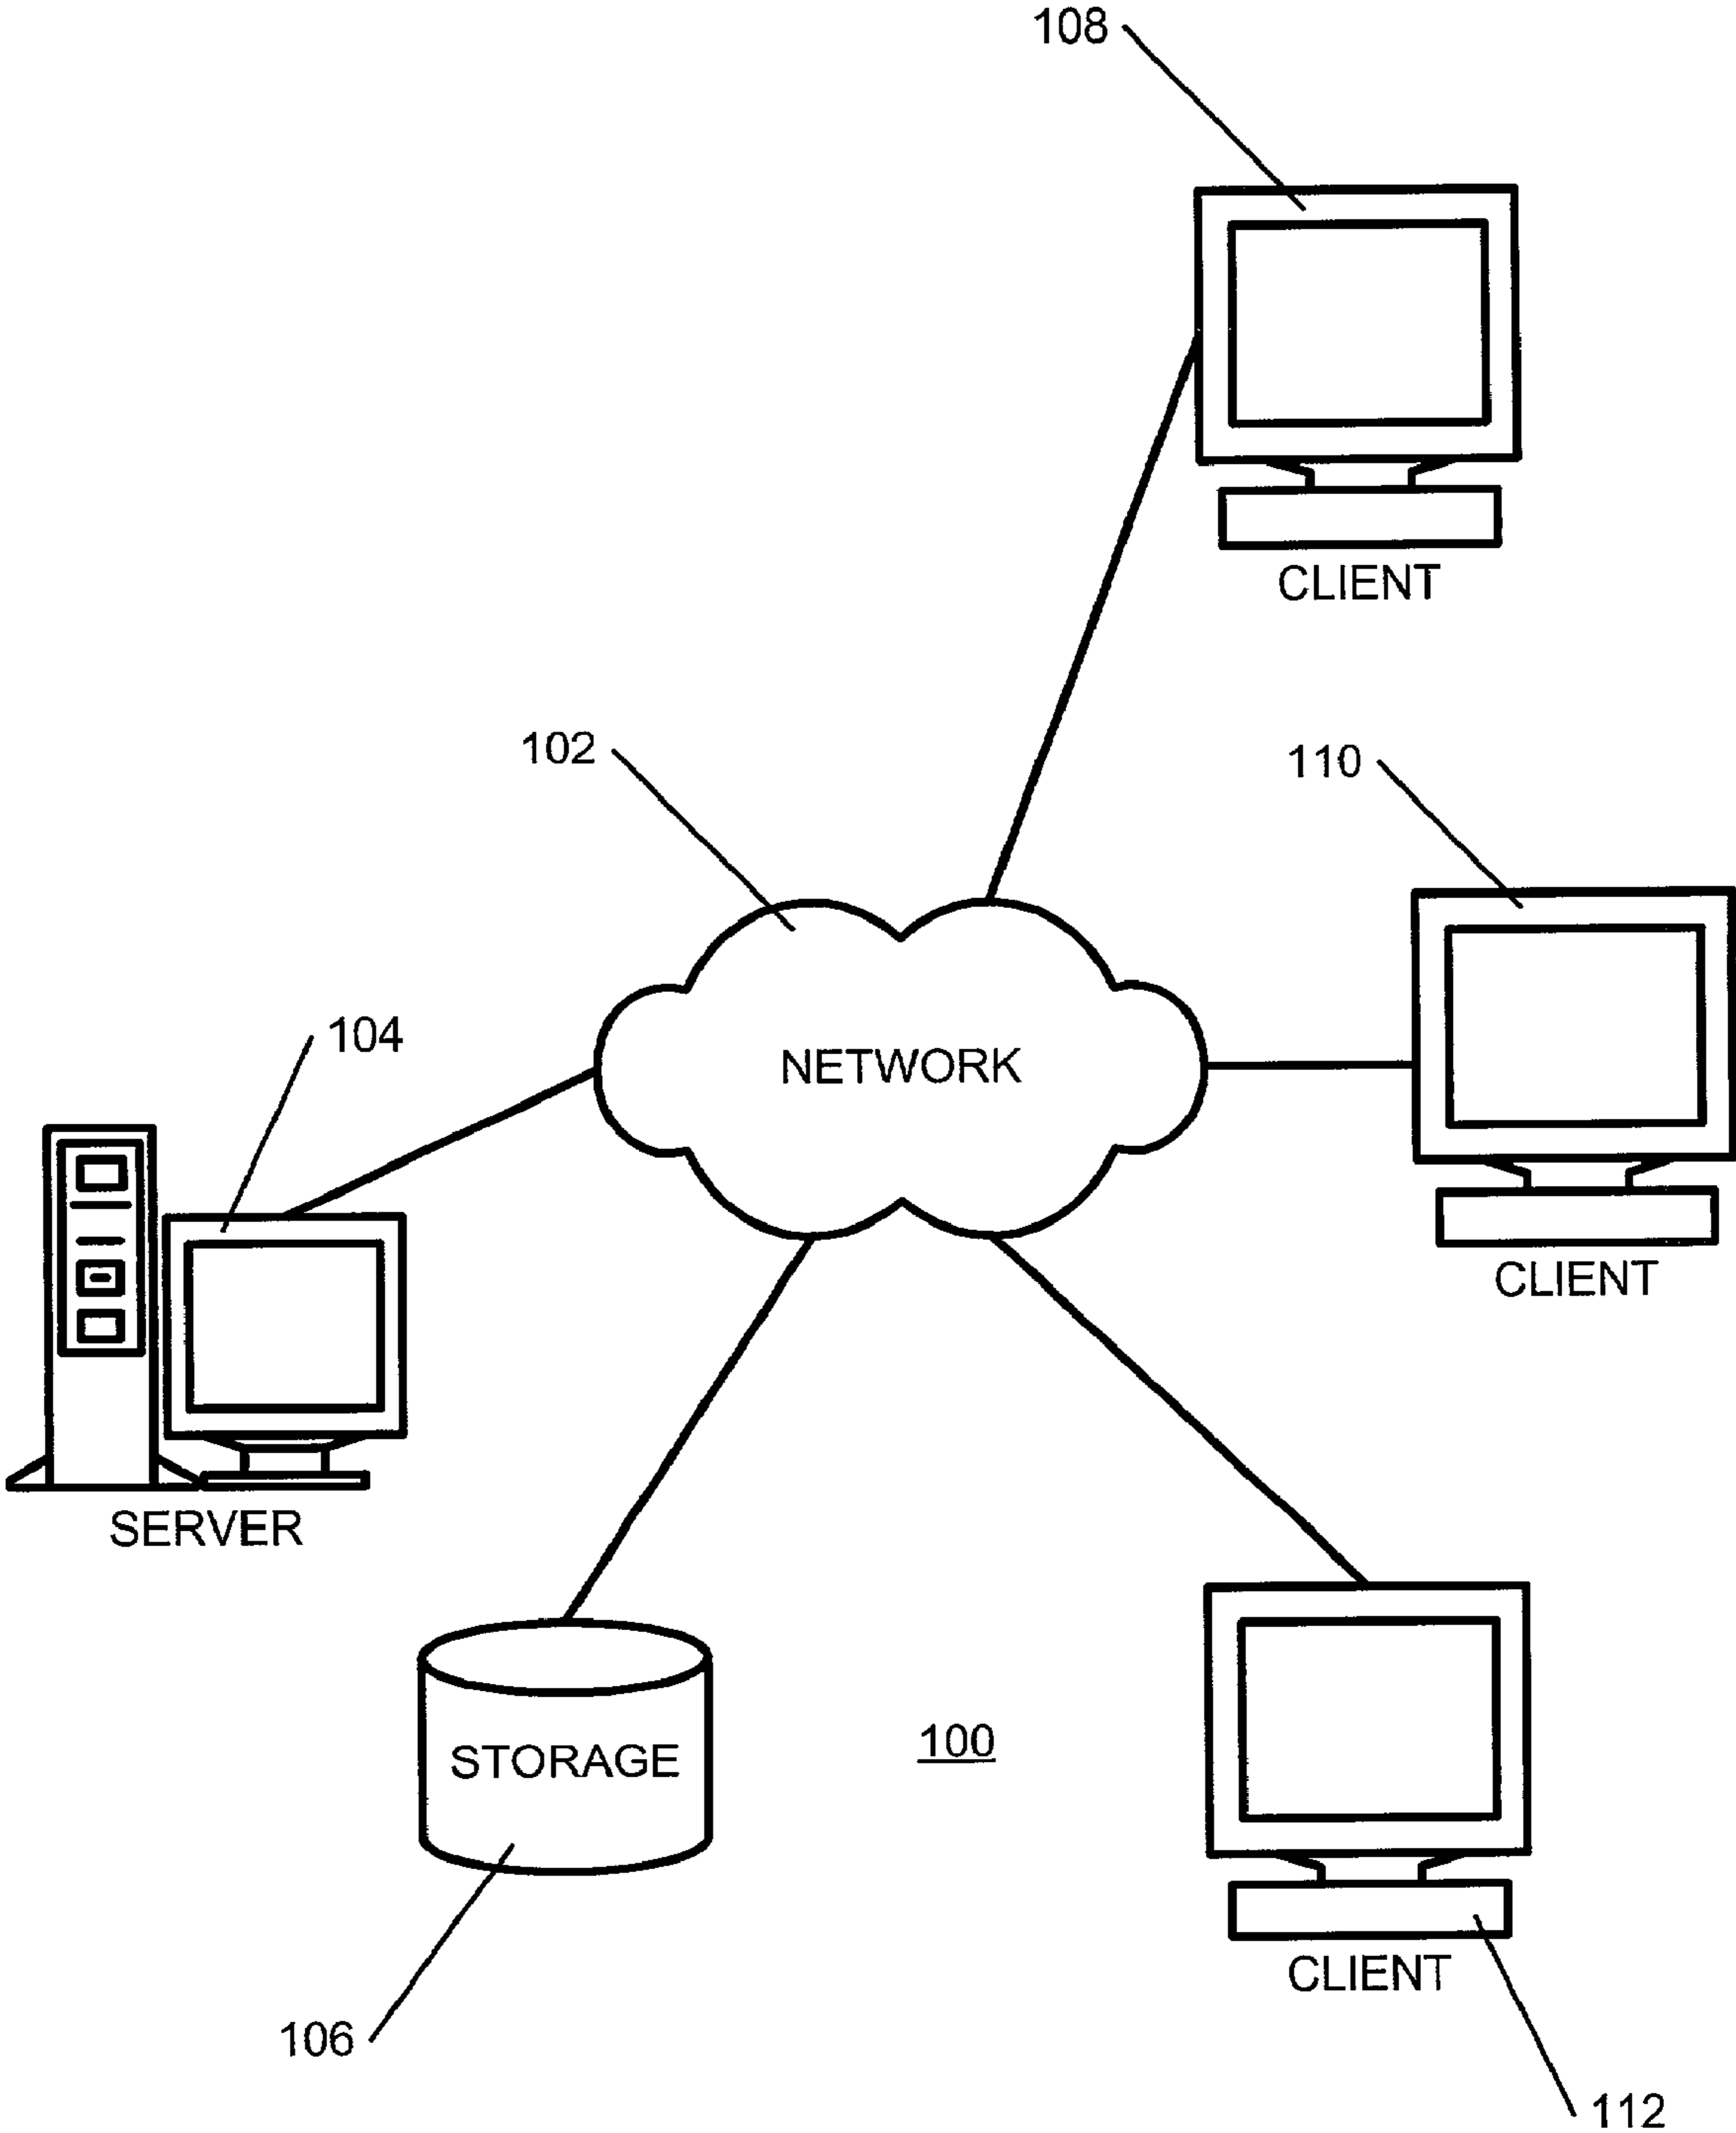 108
CLIENT
102
110
104
NETWORK
CLIENT
SERVER
STORAGE
100
CLIENT
106
112